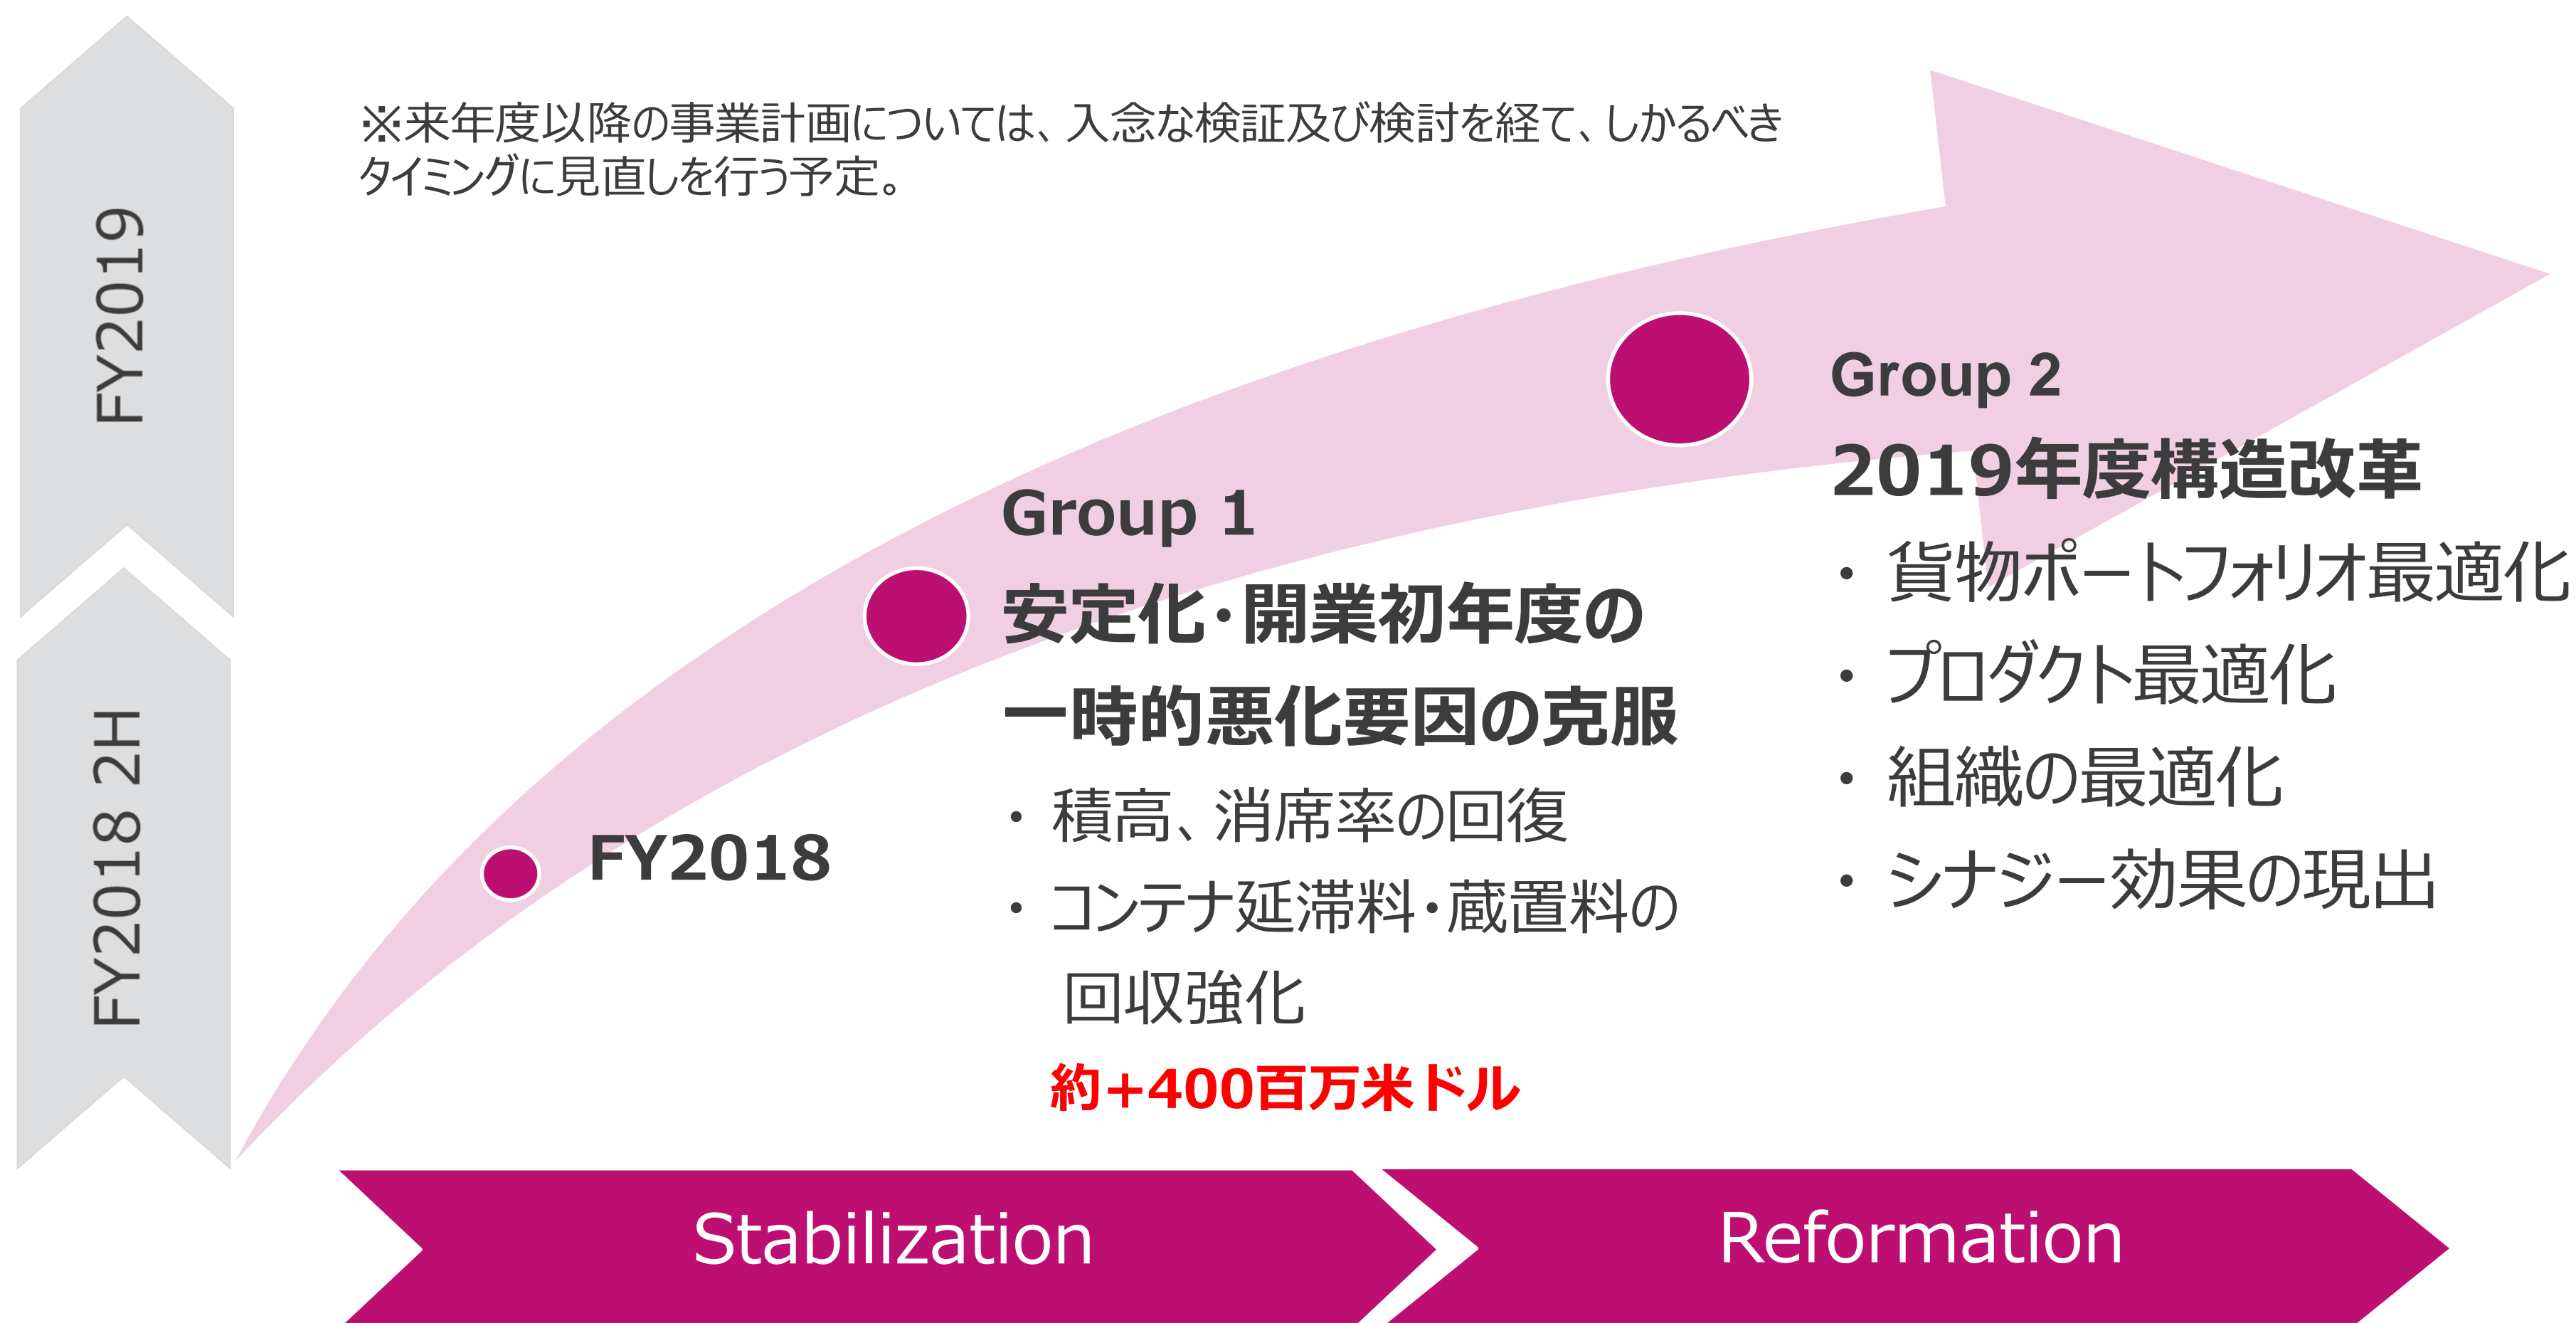 ※来年度以降の事業計画については、入念な検証及び検討を経て、しかるべき
タイミングに見直しを行う予定。
FY2019
FY2018 2H
FY2018
Group 1
安定化・開業初年度の
一時的悪化要因の克服
・ 積高、消席率の回復
・ コンテナ延滞料・蔵置料の
回収強化
約+400百万米ドル
Group 2
2019年度構造改革
・ 貨物ポートフォリオ最適化
・ プロダクト最適化
・ 組織の最適化
・ シナジー効果の現出
Stabilization
Reformation